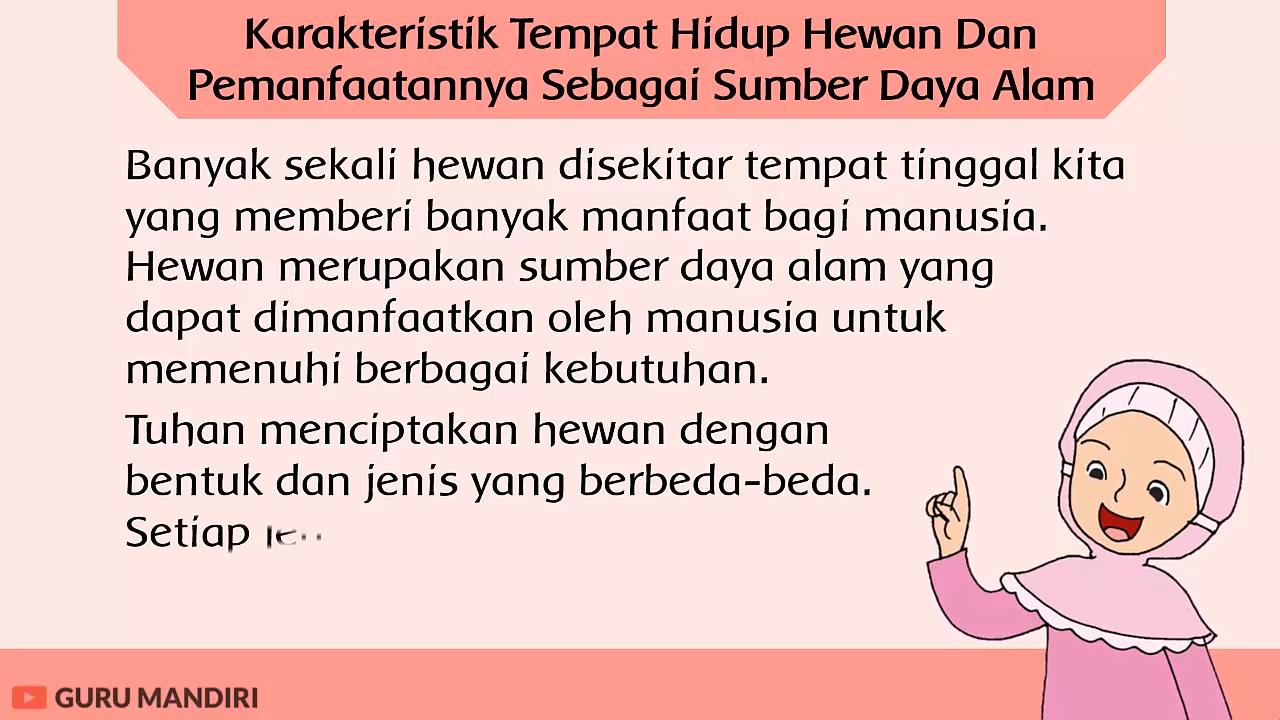 Karakteristik Tempat Hidup Hewan Dan
Pemanfaatannya Sebagai Sumber Daya Alam
Banyak sekali hewan disekitar tempat tinggal kita
yang memberi banyak manfaat bagi manusia.
Hewan merupakan sumber daya alam yang
dapat dimanfaatkan oleh manusia untuk
memenuhi berbagai kebutuhan.
Tuhan menciptakan hewan dengan
bentuk dan jenis yang berbeda-beda.
Setiap
GURU MANDIRI